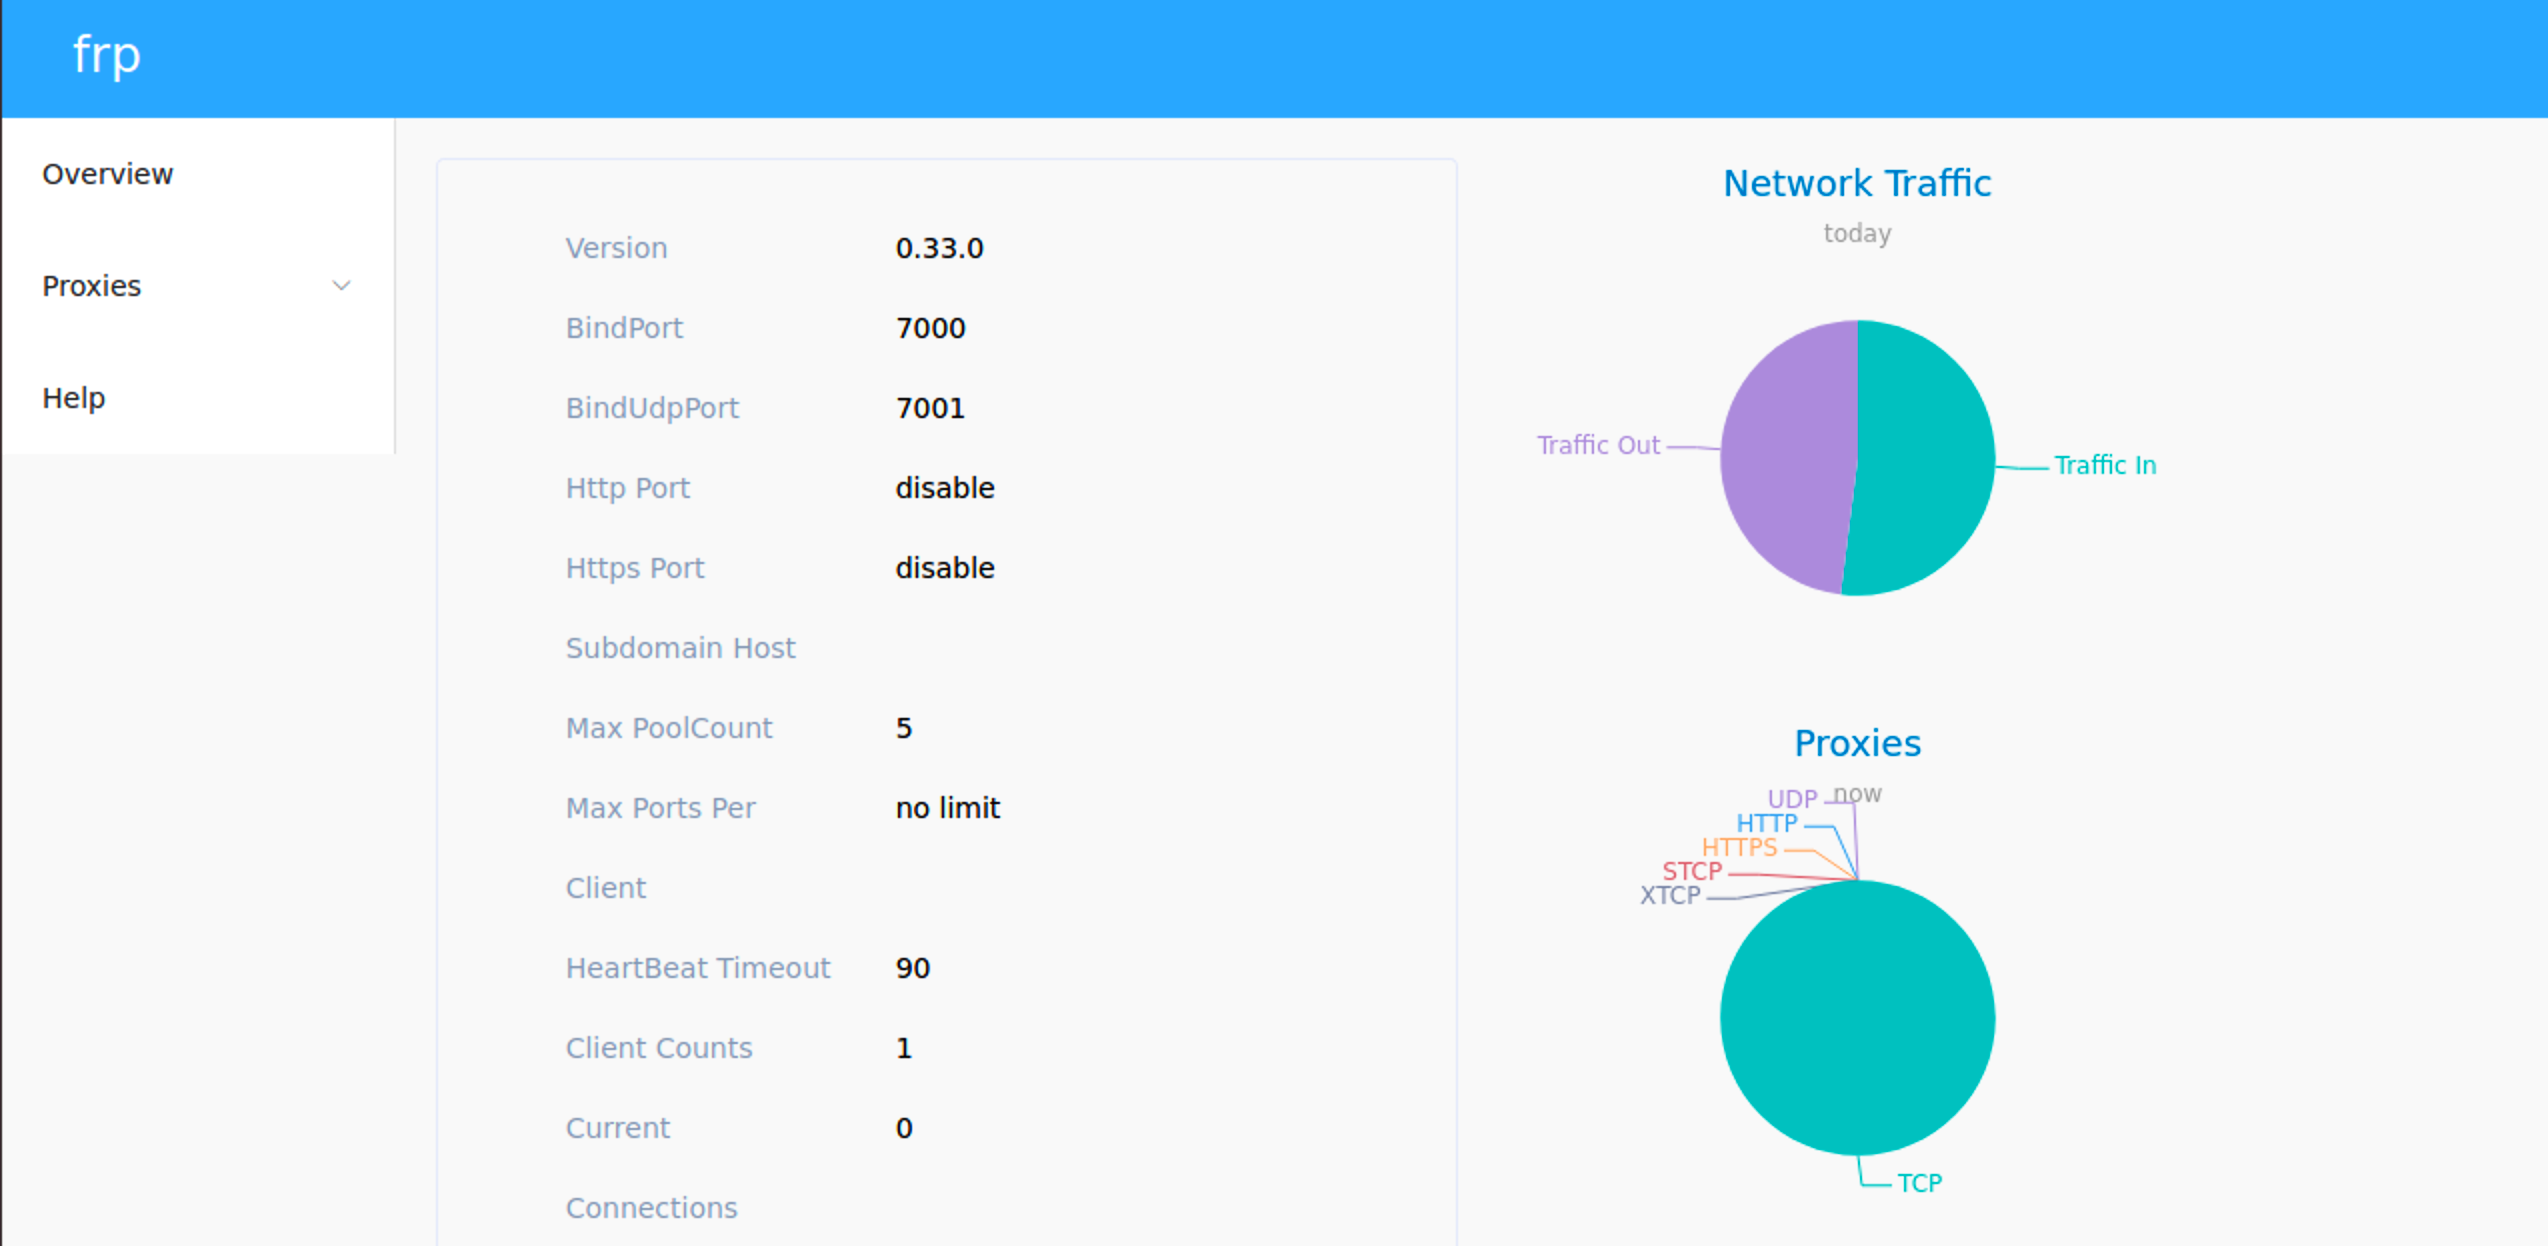 frp
Overview
Proxies
Help
Version 0.33.0
BindPort 7000
BindUdpPort 7001
Http Port disable
Https Port disable
Subdomain Host
Max PoolCount 5
Max Ports Per no limit
Client
HeartBeat Timeout 90
Client Counts 1
Current 0
Connections
Network Traffic
today
Traffic Out
Traffic In
Proxies
now
UDP
HTTP
HTTPS
STCP
XTCP
TCP